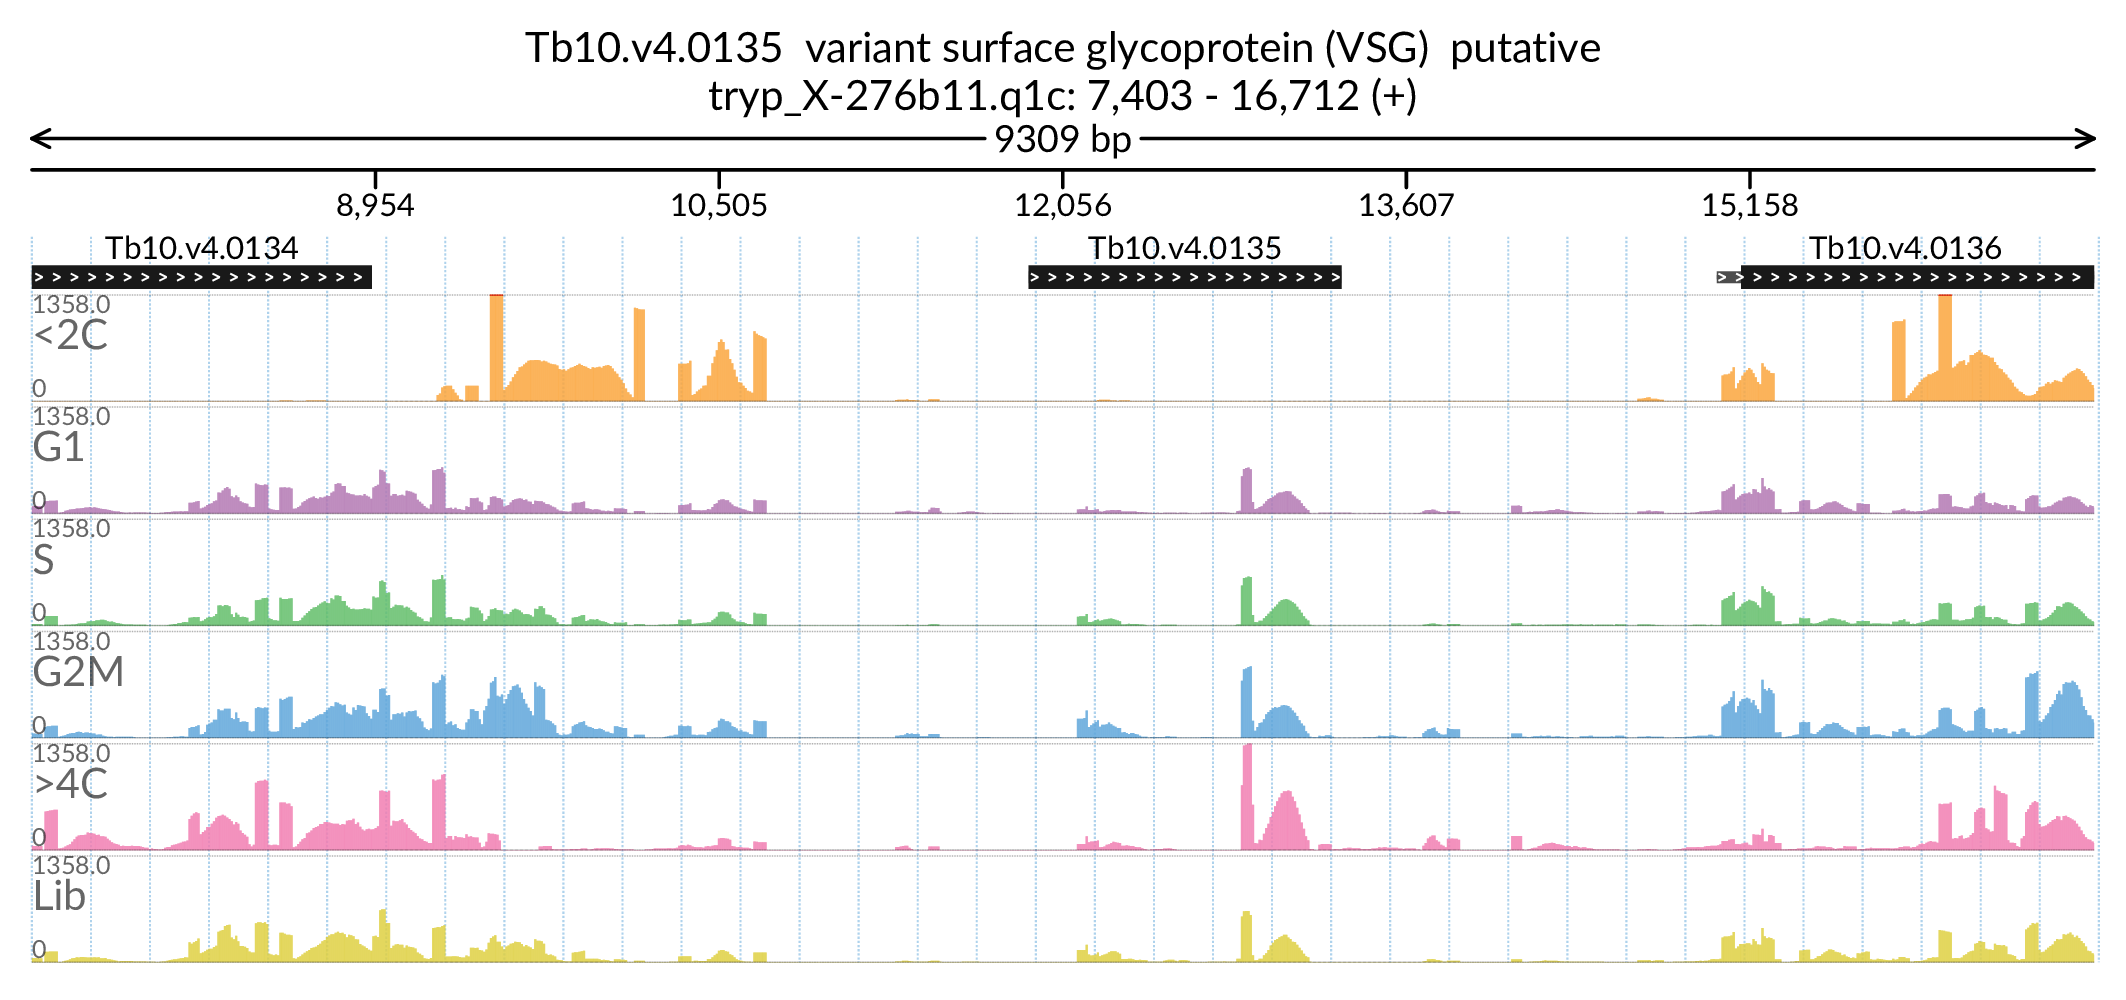 Tb10.v4.0135 variant surface glycoprotein (VSG) putative
tryp_X-276b11.q1c: 7,403 - 16,712 (+)
9309 bp
8,954 10,505 12,056 13,607 15,158
Tb10.v4.0134 Tb10.v4.0135 Tb10.v4.0136
1358.0
<2C
0
1358.0
G1
0
1358.0
S
0
1358.0
G2M
0
1358.0
>4C
0
1358.0
Lib
0